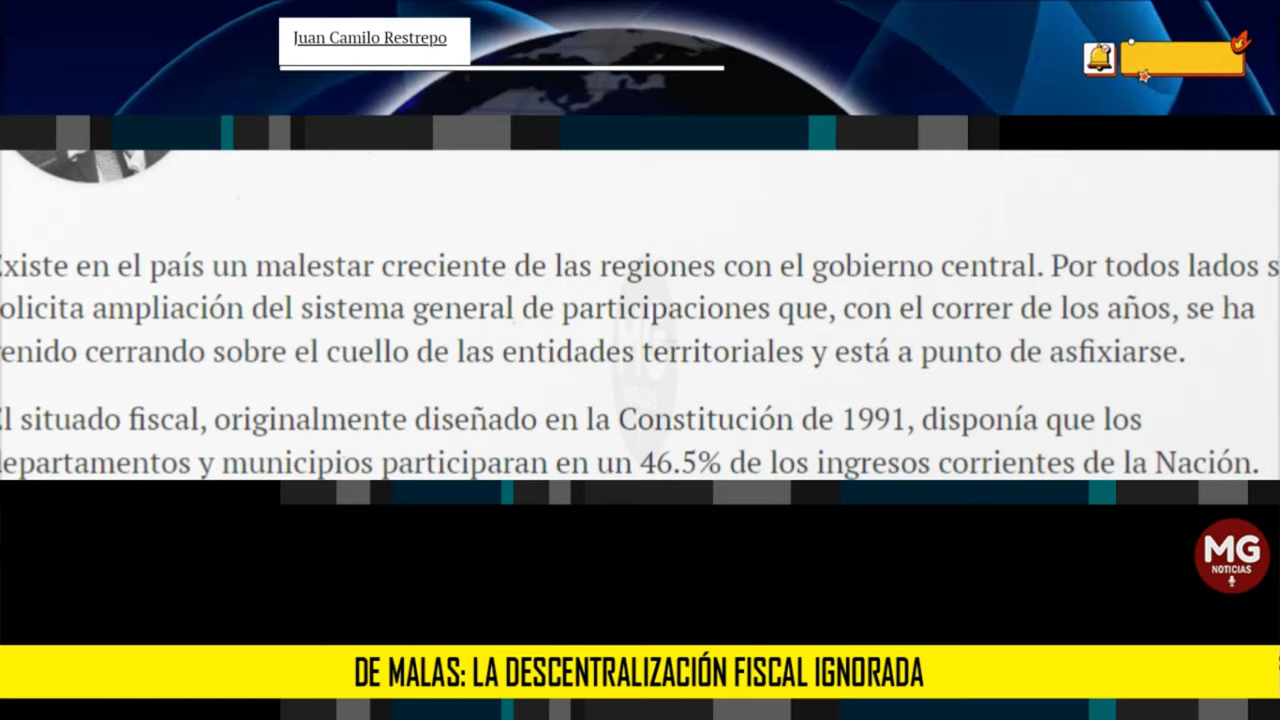 Juan Camilo Restrepo
xiste en el país un malestar creciente de las regiones con el gobierno central. Por todos lados s
olicita ampliación del sistema general de participaciones que, con el correr de los años, se ha
enido cerrando sobre el cuello de las entidades territoriales y está a punto de asfixiarse.
l situado fiscal, originalmente diseñado en la Constitución de 1991, disponía que los
departamentos y municipios participaran en un 46.5% de los ingresos corrientes de la Nación.
MG
NOTICIAS
DE MALAS: LA DESCENTRALIZACIÓN FISCAL IGNORADA